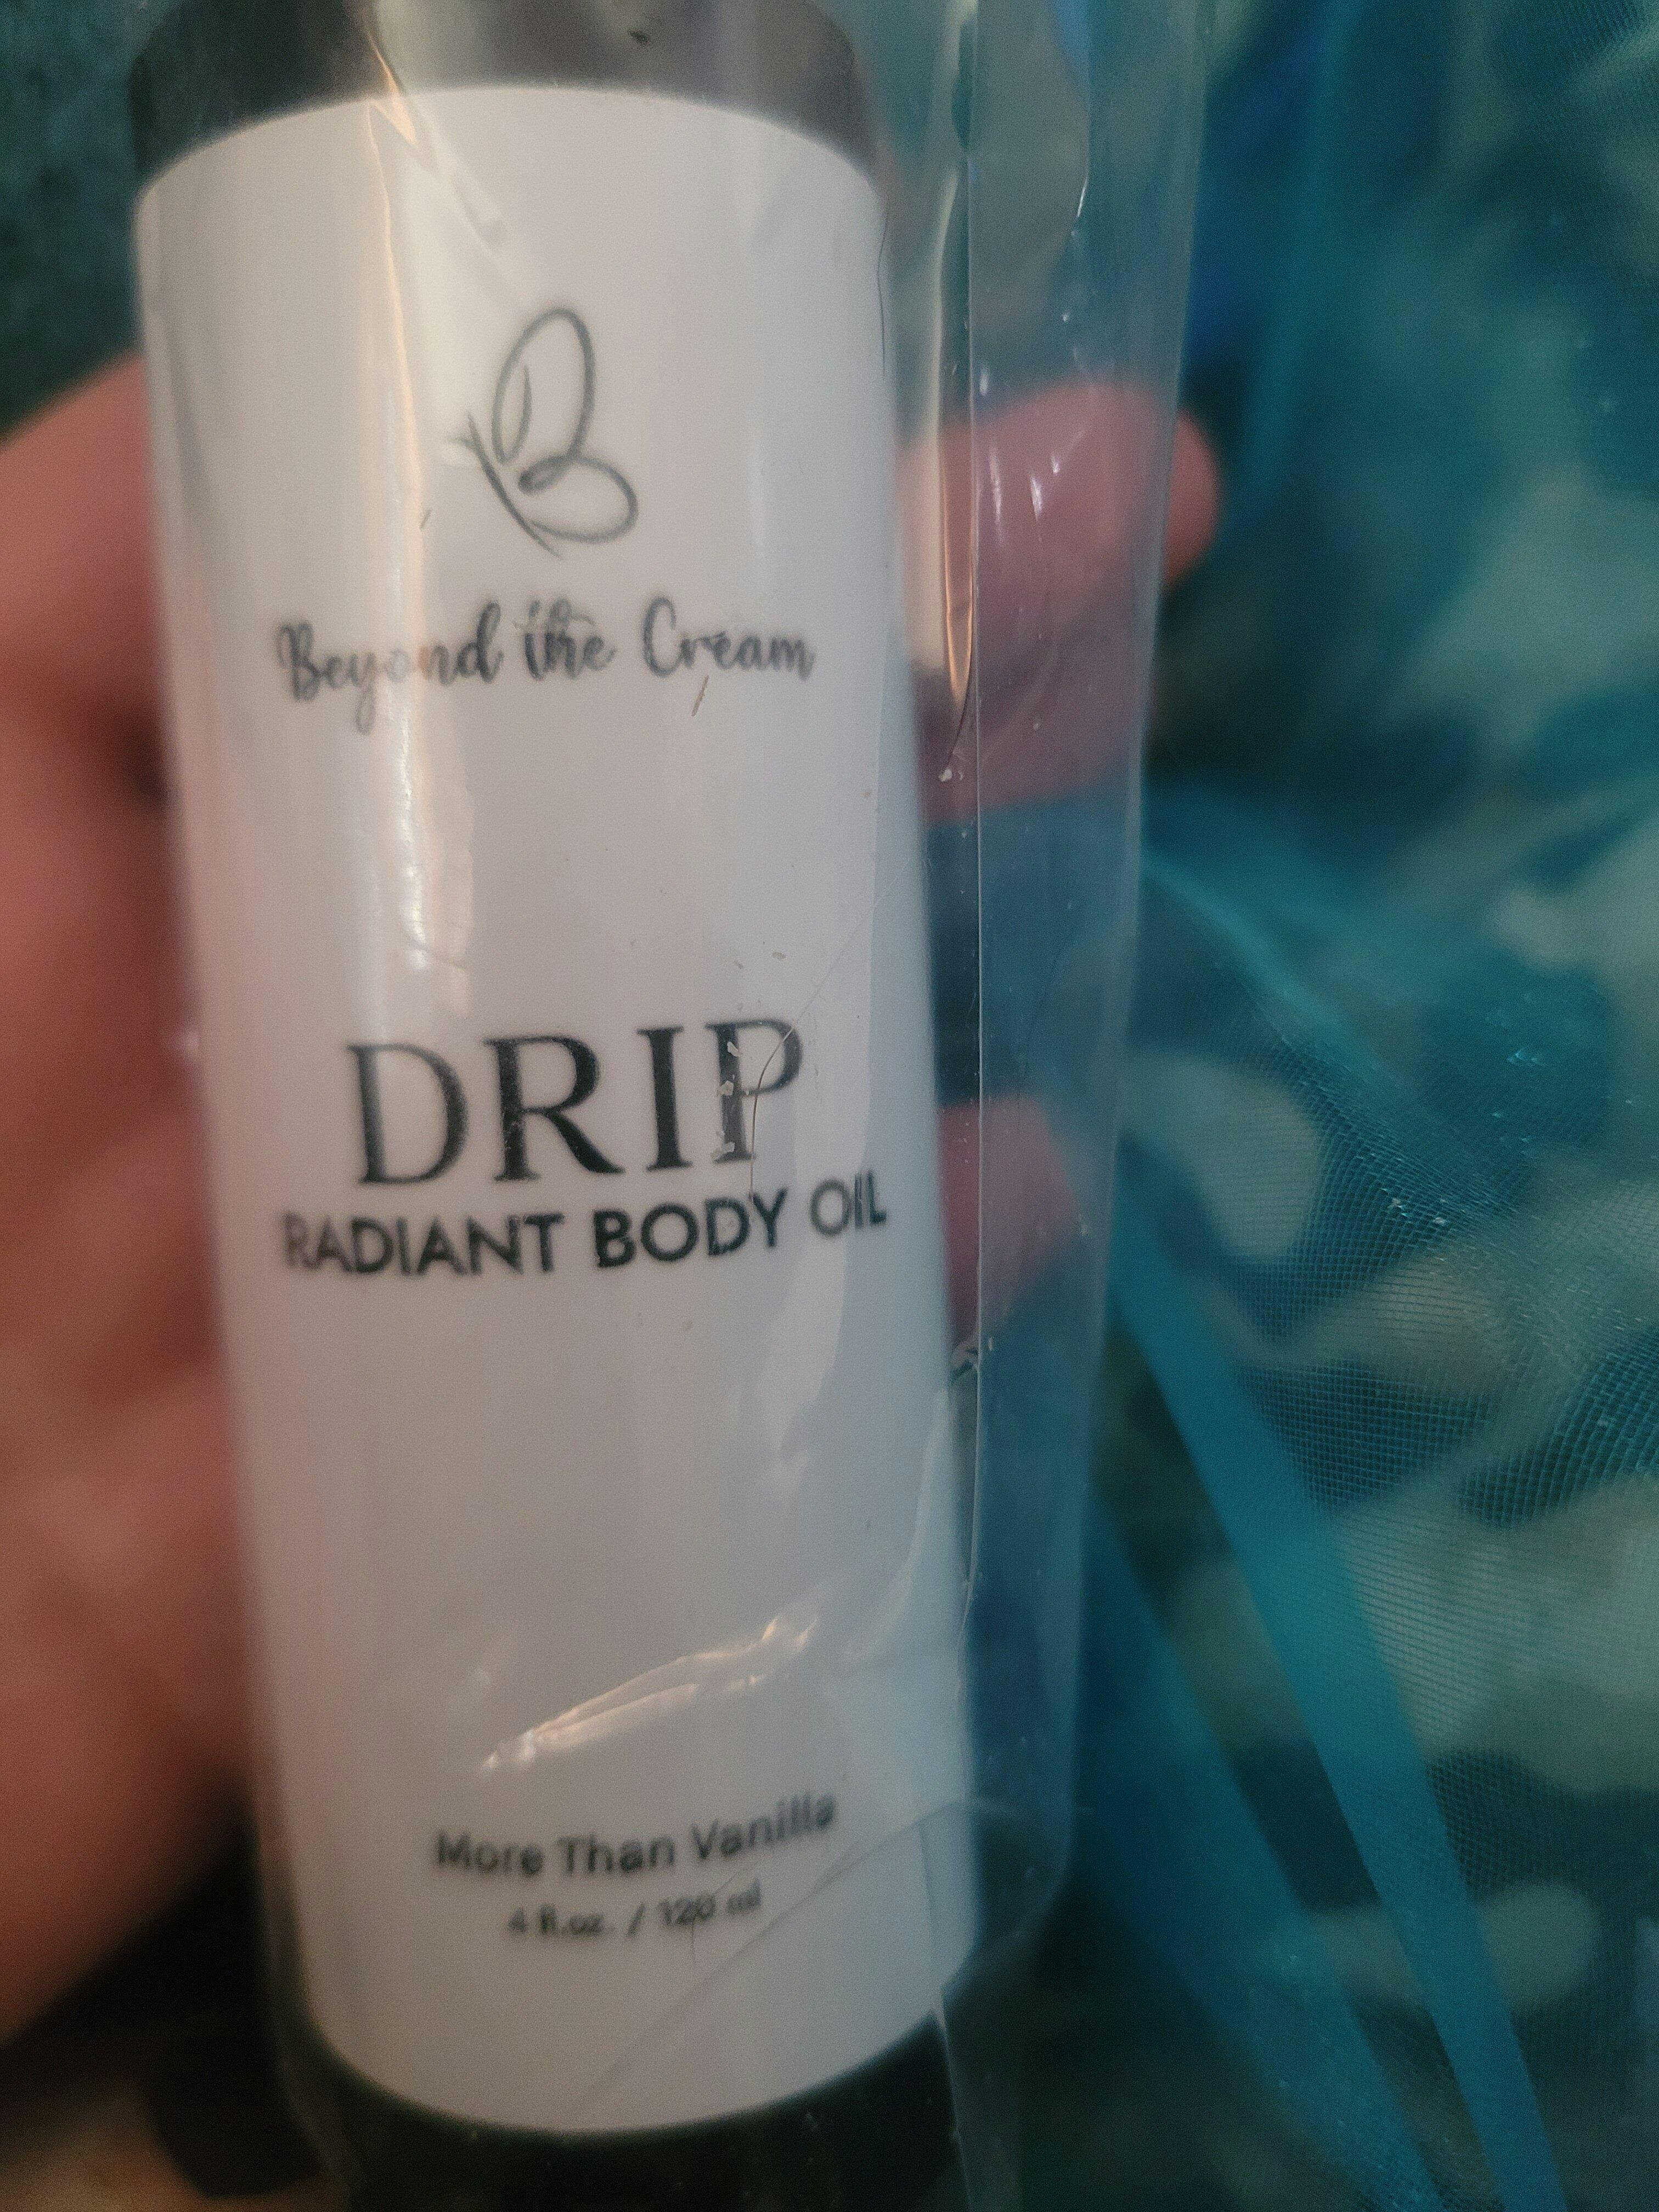 Beyond the Cream
DRIP
RADIANT BODY OIL
More Than Vanilla
4 fl.oz. / 120 ml